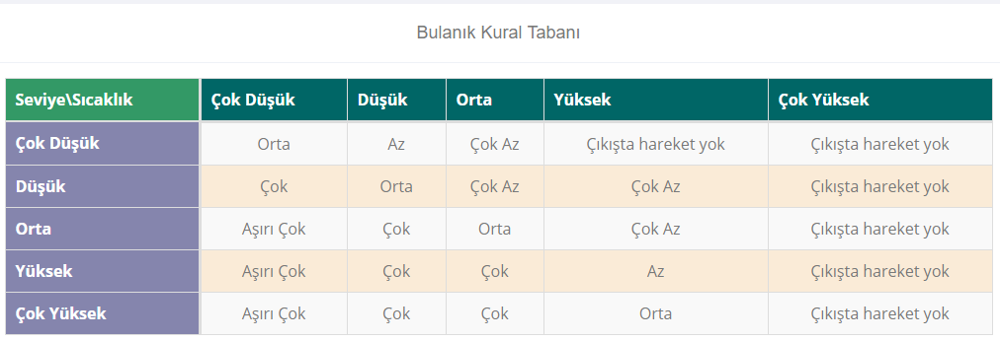 Bulanık Kural Tabanı
Seviye\Sıcaklık Çok Düşük Düşük Orta Yüksek Çok Yüksek
Çok Düşük Orta Az Çok Az Çıkışta hareket yok Çıkışta hareket yok
Düşük Çok Orta Çok Az Çok Az Çıkışta hareket yok
Orta Aşırı Çok Çok Orta Çok Az Çıkışta hareket yok
Yüksek Aşırı Çok Çok Çok Az Çıkışta hareket yok
Çok Yüksek Aşırı Çok Çok Çok Orta Çıkışta hareket yok